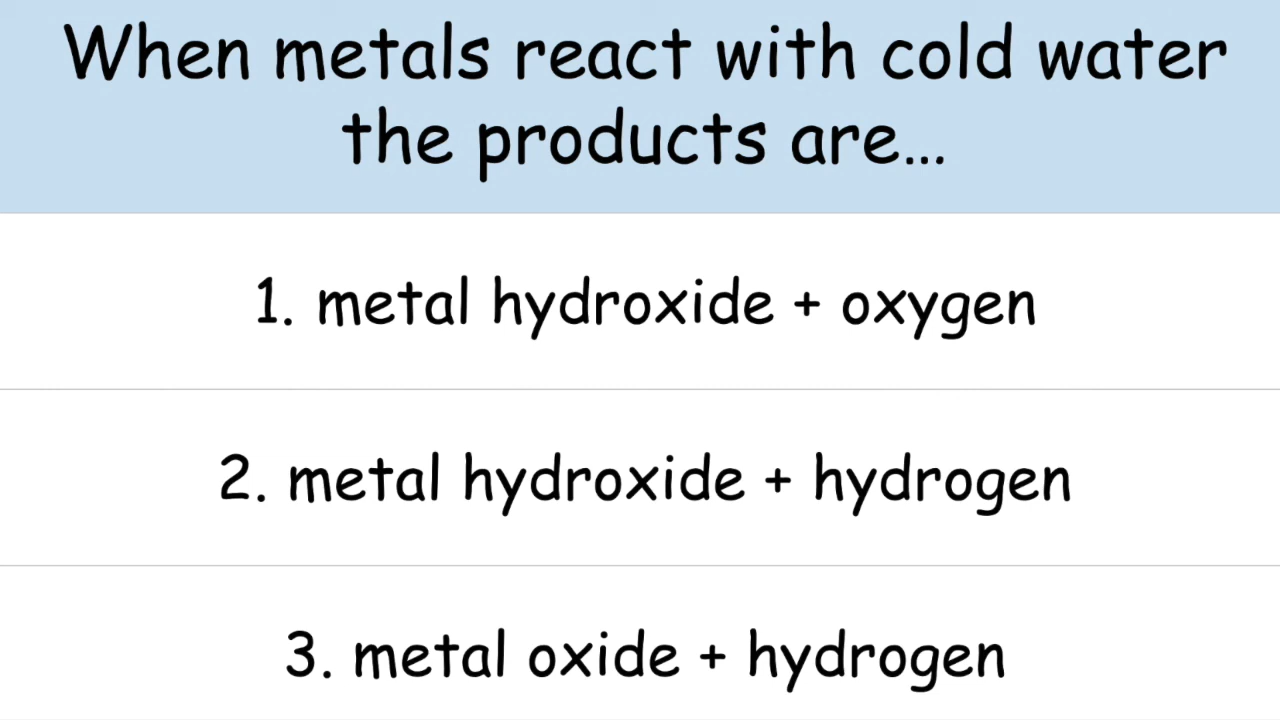 When metals react with cold water
the products are...
1. metal hydroxide + oxygen
2. metal hydroxide + hydrogen
3. metal oxide + hydrogen